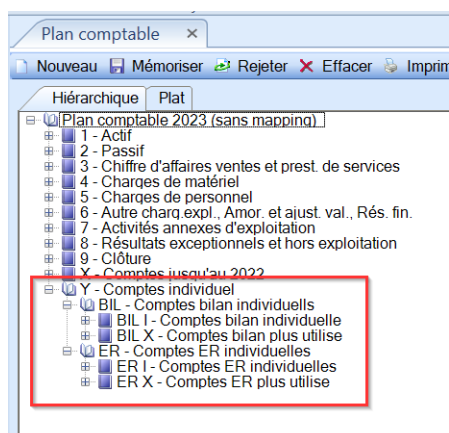 Plan comptable ×
Nouveau Mémoriser Rejeter Effacer Imprim
Hiérarchique Plat
Plan comptable 2023 (sans mapping)
1 - Actif
2 - Passif
3 - Chiffre d'affaires ventes et prest. de services
4 - Charges de matériel
5 - Charges de personnel
6 - Autre charg.expl., Amor. et ajust. val., Rés. fin.
7 - Activités annexes d'exploitation
8 - Résultats exceptionnels et hors exploitation
9 - Clôture
X - Comptes jusqu'au 2022
Y - Comptes individuel
BIL - Comptes bilan individuells
BIL I - Comptes bilan individuelle
BIL X - Comptes bilan plus utilise
ER - Comptes ER individuelles
ER I - Comptes ER individuelles
ER X - Comptes ER plus utilise